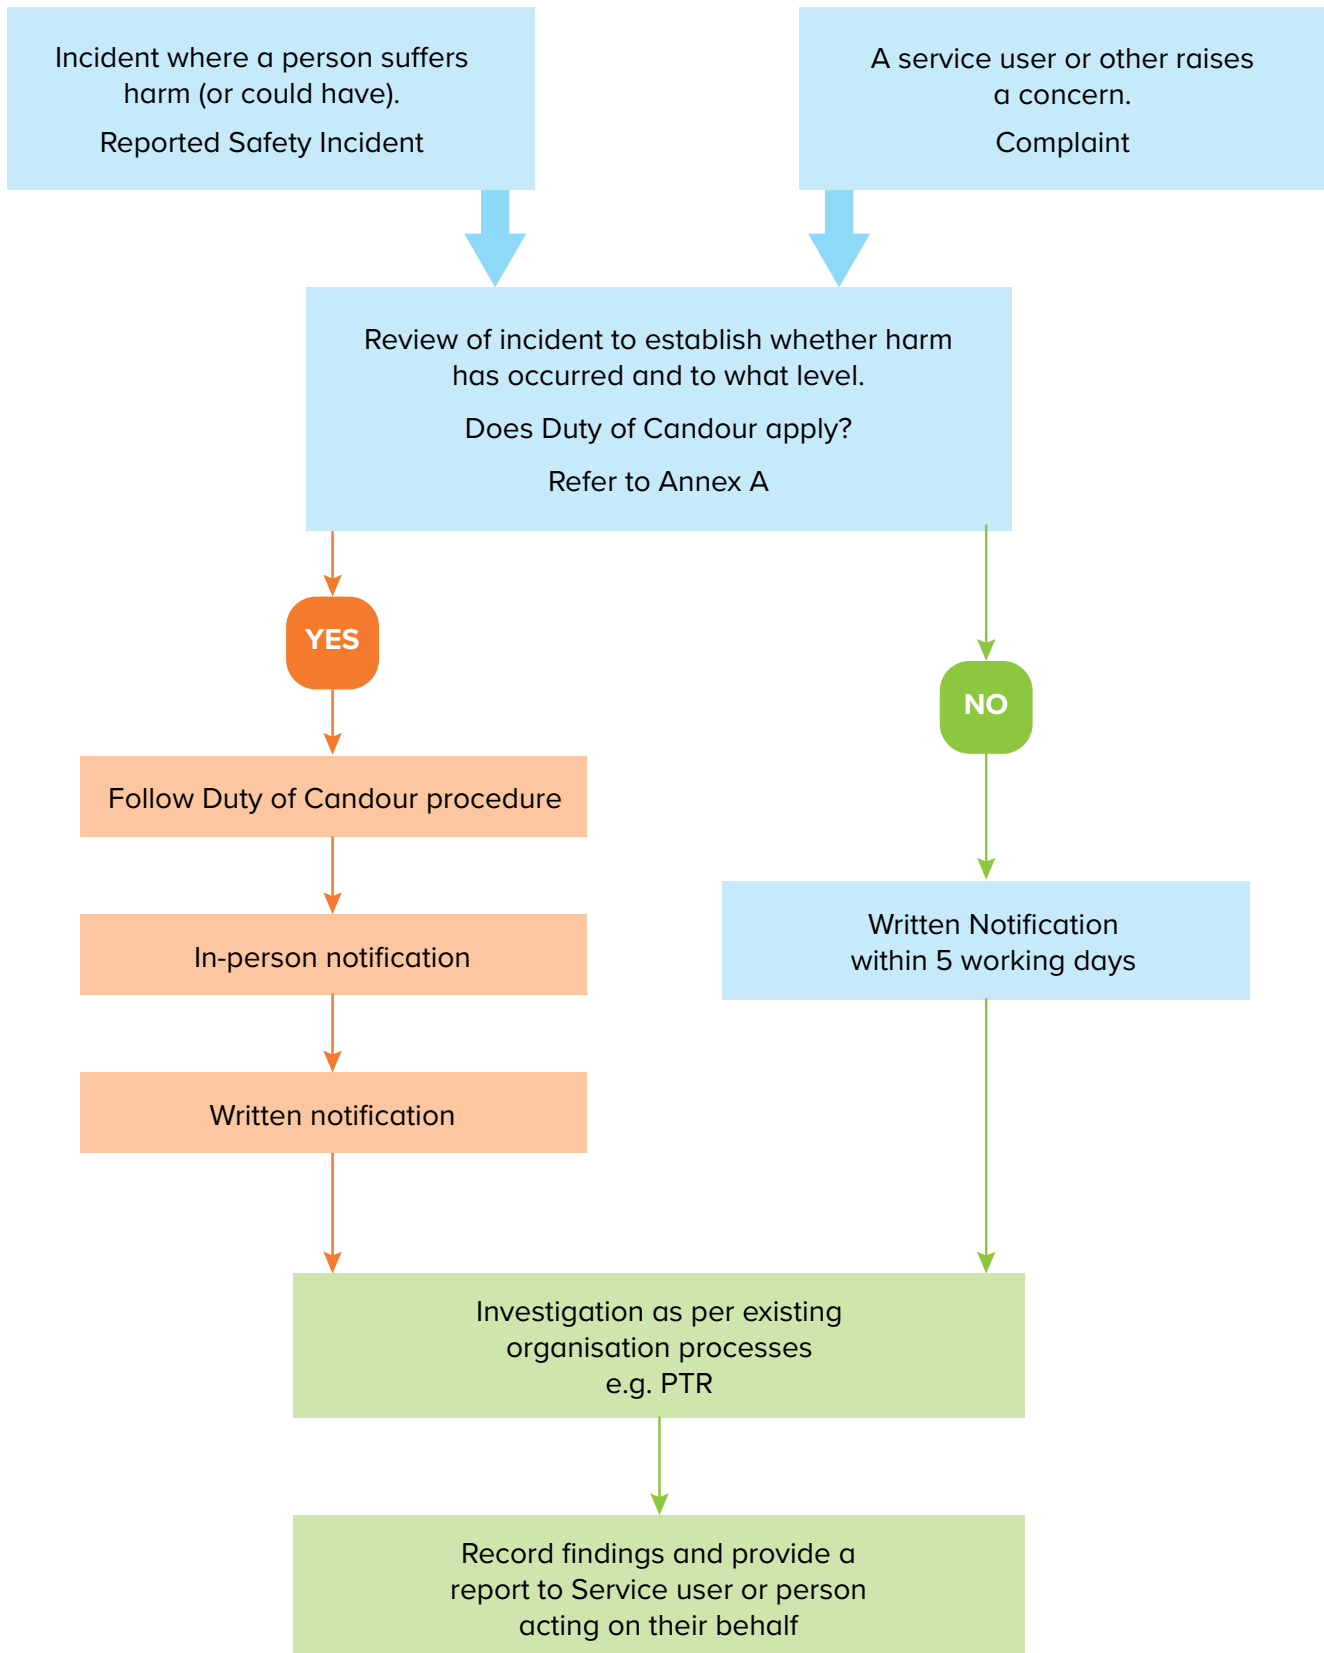 Incident where a person suffers
harm (or could have).
Reported Safety Incident
A service user or other raises
a concern.
Complaint
Review of incident to establish whether harm
has occurred and to what level.
Does Duty of Candour apply?
Refer to Annex A
YES
NO
Follow Duty of Candour procedure
In-person notification
Written notification
Written Notification
within 5 working days
Investigation as per existing
organisation processes
e.g. PTR
Record findings and provide a
report to Service user or person
acting on their behalf